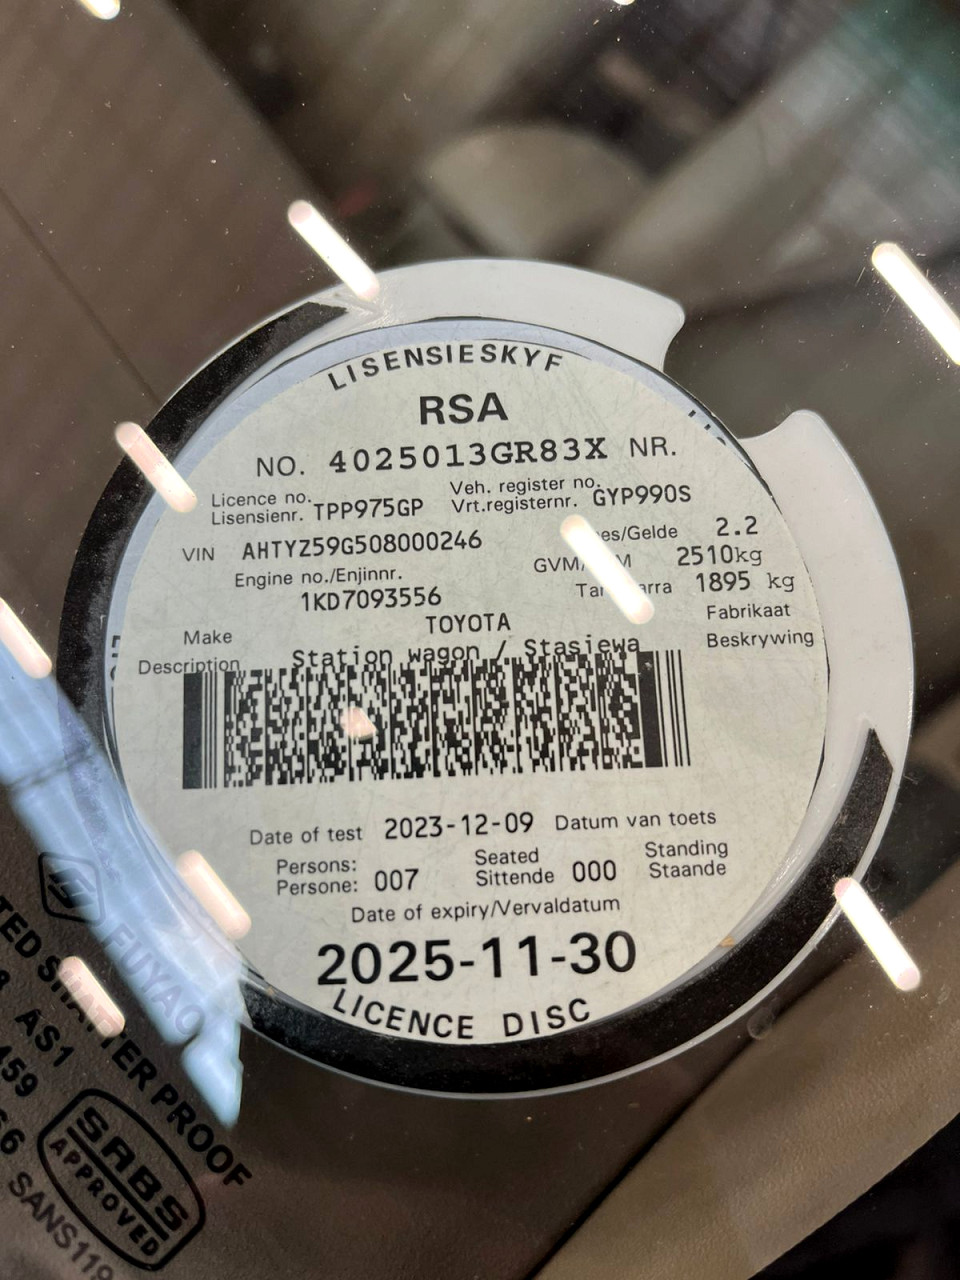 LISENSIESKYF
RSA
NO. 4025013GR83X NR.
Licence no. Veh. register no.
Lisensienr. TPP975GP Vrt.registernr. GYP990S
VIN AHTYZ59G508000246 /Gelde 2.2
GVM/ 2510kg
Engine no./Enjinnr. 1895 kg
1KD7093556
TOYOTA Fabrikaat
Make
Description Station wagon / Stasiewa Beskrywing
Date of test 2023-12-09 Datum van toets
Persons: Seated Standing
Persone: 007 Sittende 000 Staande
Date of expiry/Vervaldatum
2025-11-30
LICENCE DISC
FUYAO
SHATTER PROOF
AS1
SABS
APPROVED
SANS119